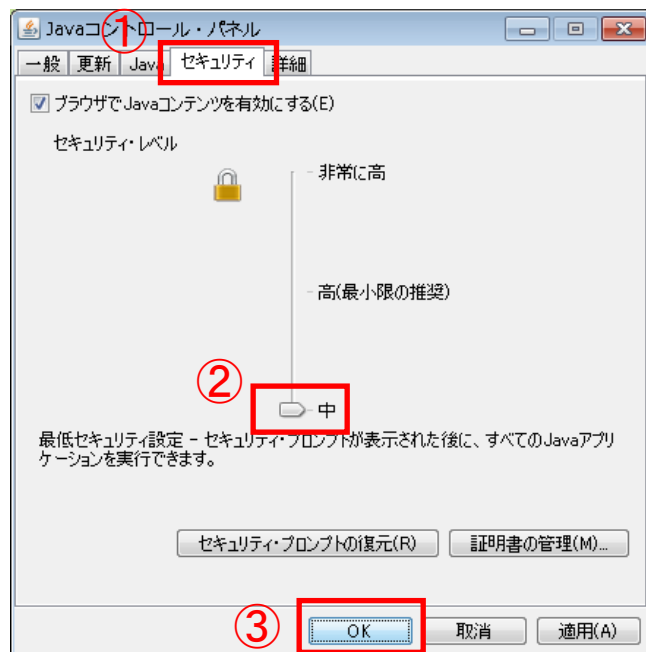 Javaコントロール・パネル
①
一般 更新 Java セキュリティ 詳細
ブラウザでJavaコンテンツを有効にする(E)
セキュリティ・レベル
非常に高
高(最小限の推奨)
②
中
最低セキュリティ設定 - セキュリティ・プロンプトが表示された後に、すべてのJavaアプリ
ケーションを実行できます。
セキュリティ・プロンプトの復元(R) 証明書の管理(M)...
③
OK 取消 適用(A)